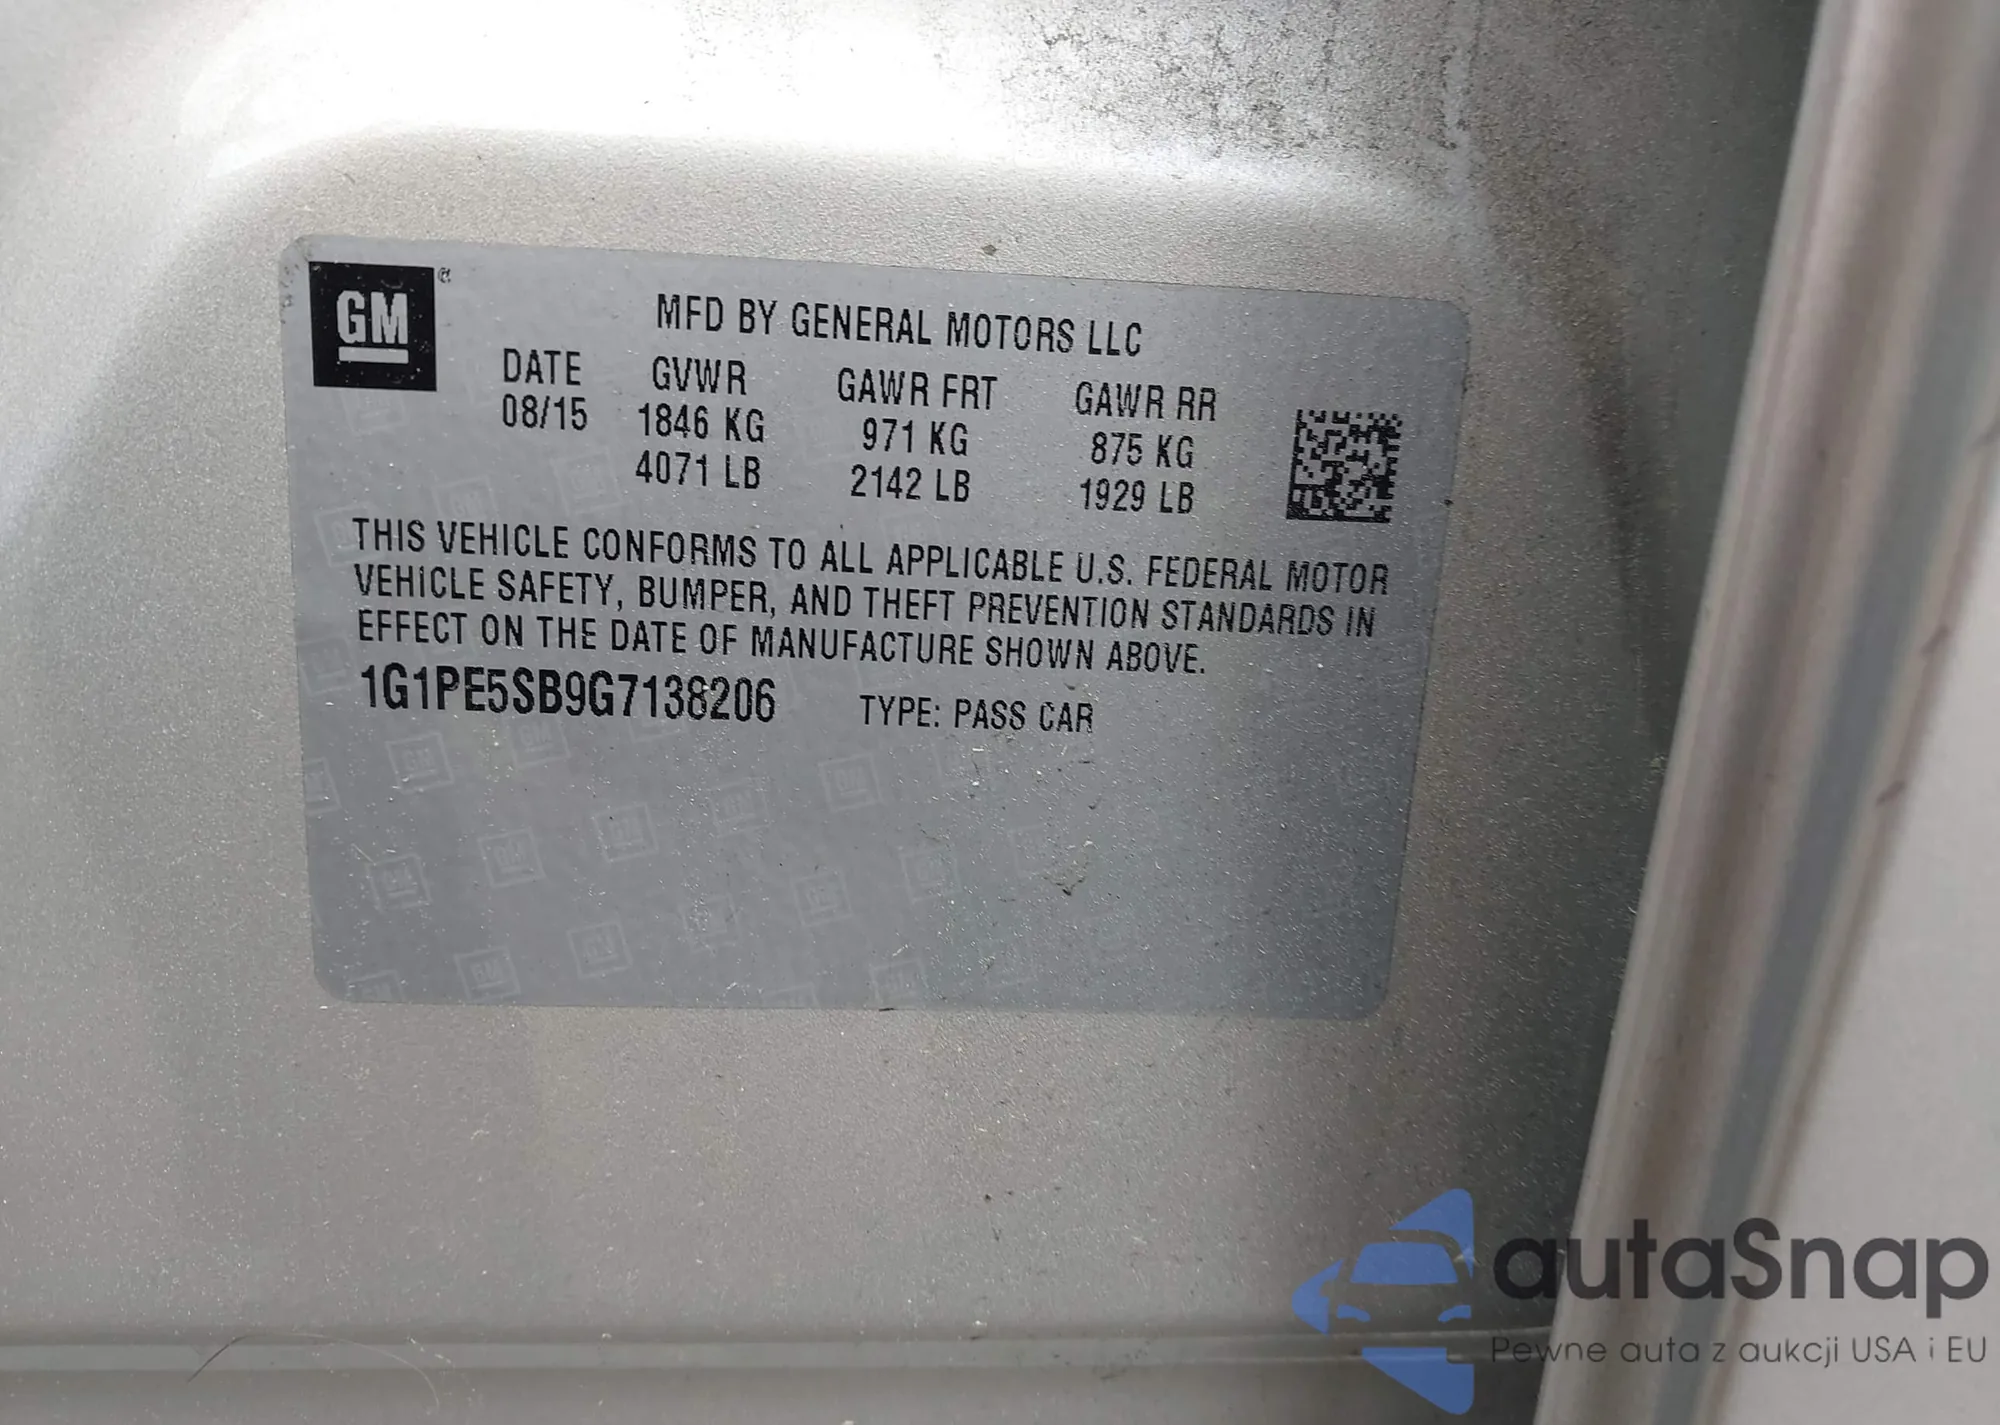 GM ®
MFD BY GENERAL MOTORS LLC
DATE GVWR GAWR FRT GAWR RR
08/15 1846 KG 971 KG 875 KG
4071 LB 2142 LB 1929 LB
THIS VEHICLE CONFORMS TO ALL APPLICABLE U.S. FEDERAL MOTOR
VEHICLE SAFETY, BUMPER, AND THEFT PREVENTION STANDARDS IN
EFFECT ON THE DATE OF MANUFACTURE SHOWN ABOVE.
1G1PE5SB9G7138206 TYPE: PASS CAR
autaSnap
Pewne auta z aukcji USA i EU